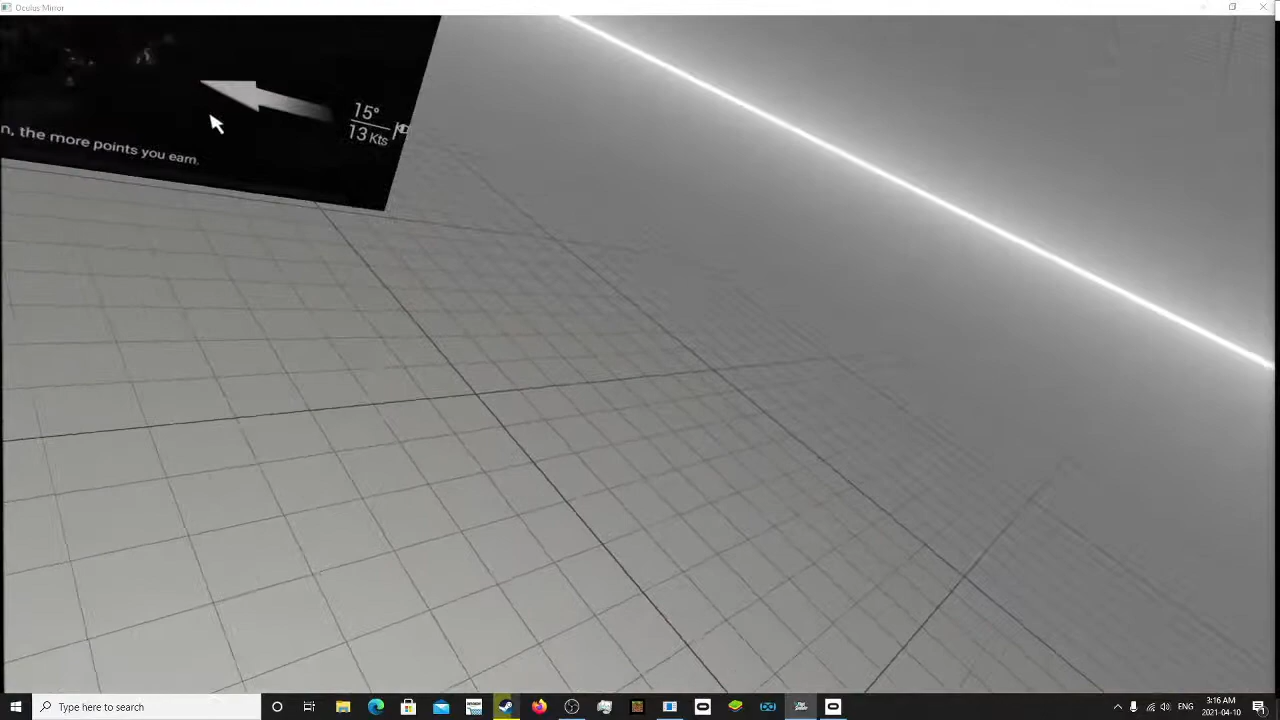 Oculus Mirror
15°
13 Kts
n, the more points you earn.
Type here to search
ENG
3:16 AM
2021-04-10